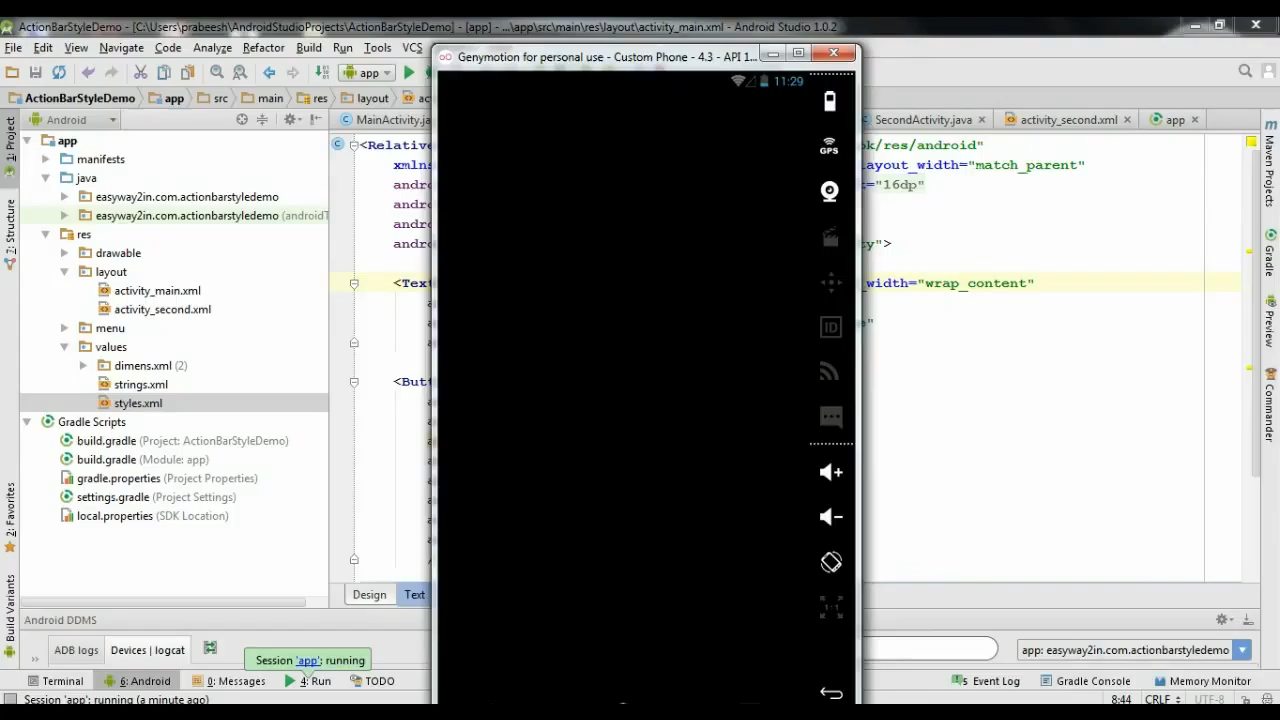 ActionBarStyleDemo - [C:\Users\prabeesh\AndroidStudioProjects\ActionBarStyleDemo] - [app] - ...\app\src\main\res\layout\activity_main.xml - Android Studio 1.0.2
File Edit View Navigate Code Analyze Refactor Build Run Tools VCS
Genymotion for personal use - Custom Phone - 4.3 - API 1...
app
11:29
ActionBarStyleDemo app src main res layout
Android
MainActivity.ja
SecondActivity.java
activity_second.xml
app
1: Project
Z: Structure
2: Favorites
Build Variants
app
manifests
java
easyway2in.com.actionbarstyledemo
easyway2in.com.actionbarstyledemo (androidT
res
drawable
layout
activity_main.xml
activity_second.xml
menu
values
dimens.xml (2)
strings.xml
styles.xml
Gradle Scripts
build.gradle (Project: ActionBarStyleDemo)
build.gradle (Module: app)
gradle.properties (Project Properties)
settings.gradle (Project Settings)
local.properties (SDK Location)
<Relative
ok/res/android"
xmlns
layout_width="match_parent"
andro
="16dp"
andro
andro
andro
ty">
<Text
_width="wrap_content"
"
<Butt
GPS
ID
1:1
Maven Projects
Gradle
Preview
Commander
Design Text
Android DDMS
ADB logs Devices | logcat
app: easyway2in.com.actionbarstyledemo
Session 'app': running
Terminal 6: Android 0: Messages 4: Run TODO
1 Event Log Gradle Console Memory Monitor
Session 'app': running (a minute ago)
8:44 CRLF UTF-8